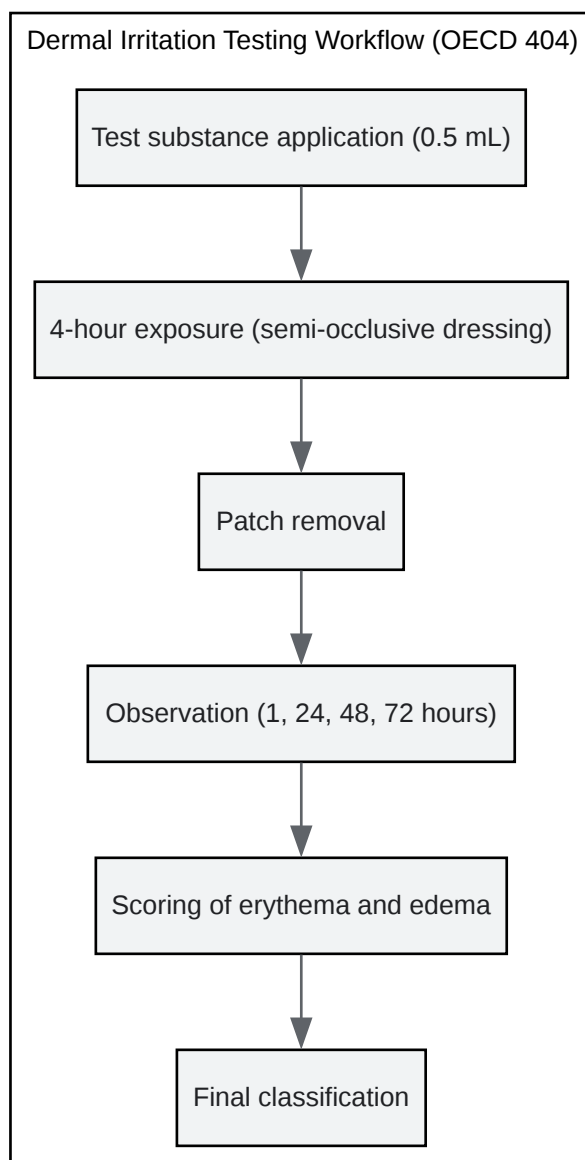 Dermal Irritation Testing Workflow (OECD 404)
Test substance application (0.5 mL)
4-hour exposure (semi-occlusive dressing)
Patch removal
Observation (1, 24, 48, 72 hours)
Scoring of erythema and edema
Final classification